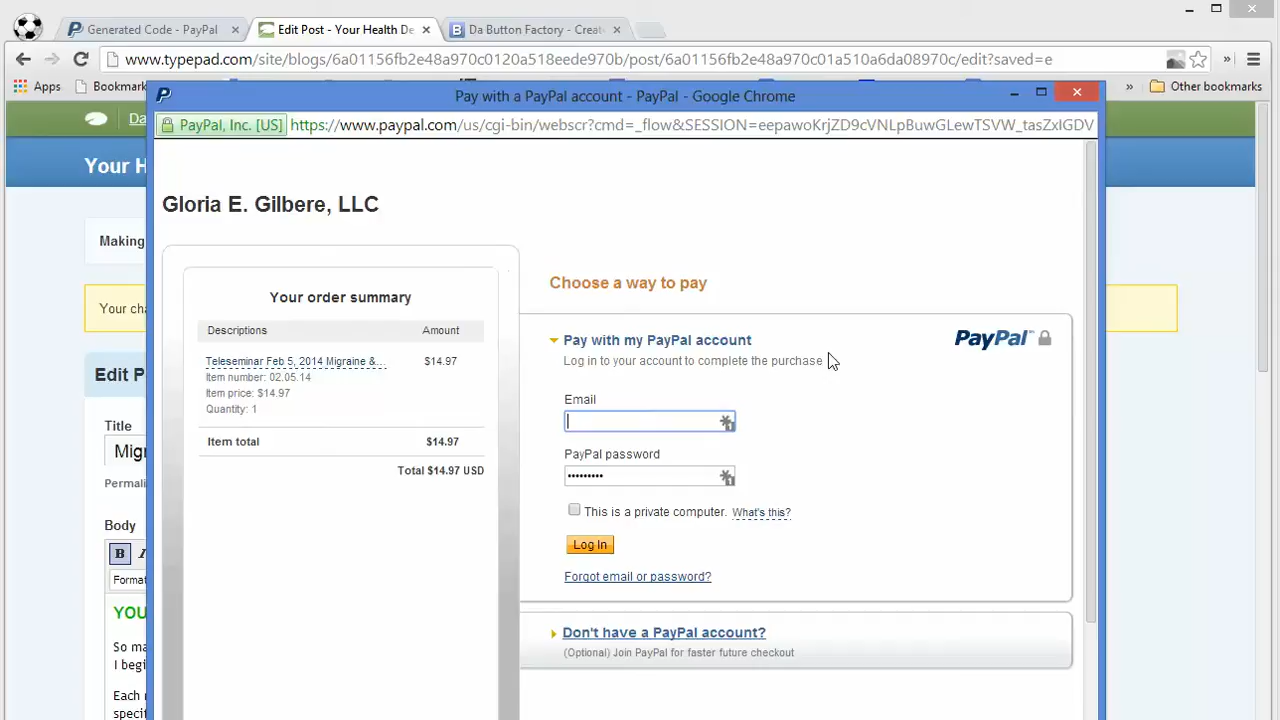 Generated Code - PayPal
Edit Post - Your Health De
Da Button Factory - Create
www.typepad.com/site/blogs/6a01156fb2e48a970c0120a518eede970b/post/6a01156fb2e48a970c01a510a6da08970c/edit?saved=e
Apps
Bookmark
Other bookmarks
Pay with a PayPal account - PayPal - Google Chrome
PayPal, Inc. [US]
https://www.paypal.com/us/cgi-bin/webscr?cmd=_flow&SESSION=eepawoKrjZD9cVNLpBuwGLewTSVW_tasZxIGDV
Da
Your H
Gloria E. Gilbere, LLC
Making
Your cha
Choose a way to pay
Your order summary
Descriptions Amount
Teleseminar Feb 5, 2014 Migraine &... $14.97
Item number: 02.05.14
Item price: $14.97
Quantity: 1
Item total $14.97
Total $14.97 USD
Pay with my PayPal account
PayPal
Log in to your account to complete the purchase
Email
PayPal password
•••••••••
This is a private computer. What's this?
Log In
Forgot email or password?
Don't have a PayPal account?
(Optional) Join PayPal for faster future checkout
Edit P
Title
Migr
Permali
Body
B I
Format
YOU
So ma
I begin
Each
specif